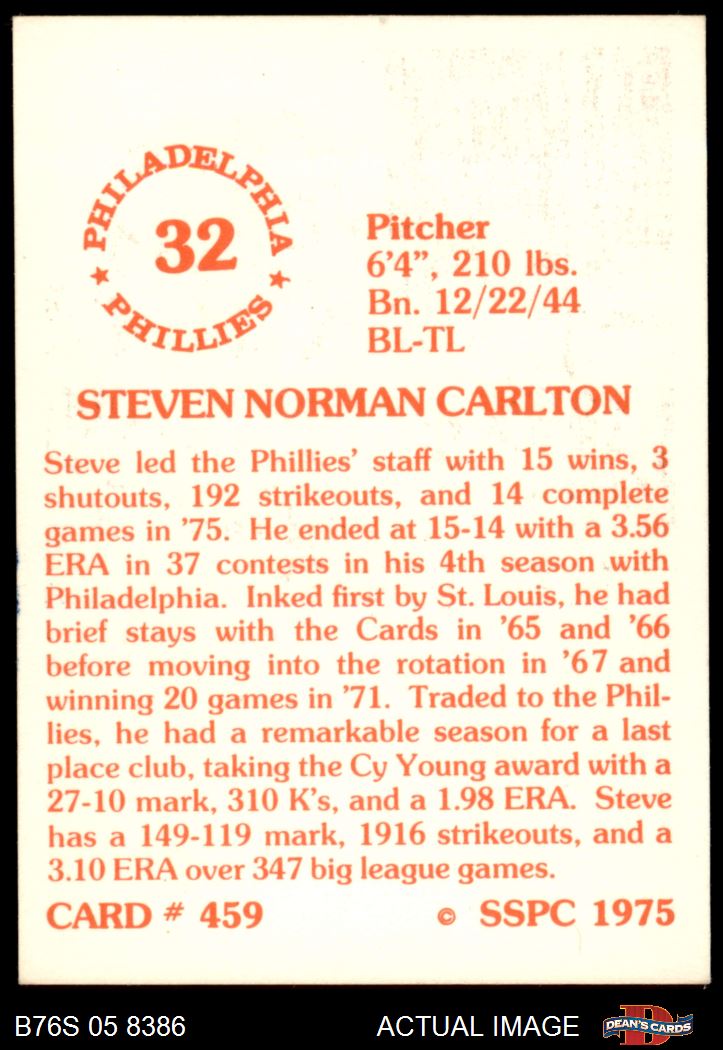 PHILADELPHIA
32
★ PHILLIES ★
Pitcher
6'4", 210 lbs.
Bn. 12/22/44
BL-TL
STEVEN NORMAN CARLTON
Steve led the Phillies' staff with 15 wins, 3
shutouts, 192 strikeouts, and 14 complete
games in '75. He ended at 15-14 with a 3.56
ERA in 37 contests in his 4th season with
Philadelphia. Inked first by St. Louis, he had
brief stays with the Cards in '65 and '66
before moving into the rotation in '67 and
winning 20 games in '71. Traded to the Phil-
lies, he had a remarkable season for a last
place club, taking the Cy Young award with a
27-10 mark, 310 K's, and a 1.98 ERA. Steve
has a 149-119 mark, 1916 strikeouts, and a
3.10 ERA over 347 big league games.
CARD # 459 © SSPC 1975
B76S 05 8386 ACTUAL IMAGE D DEAN'S CARDS